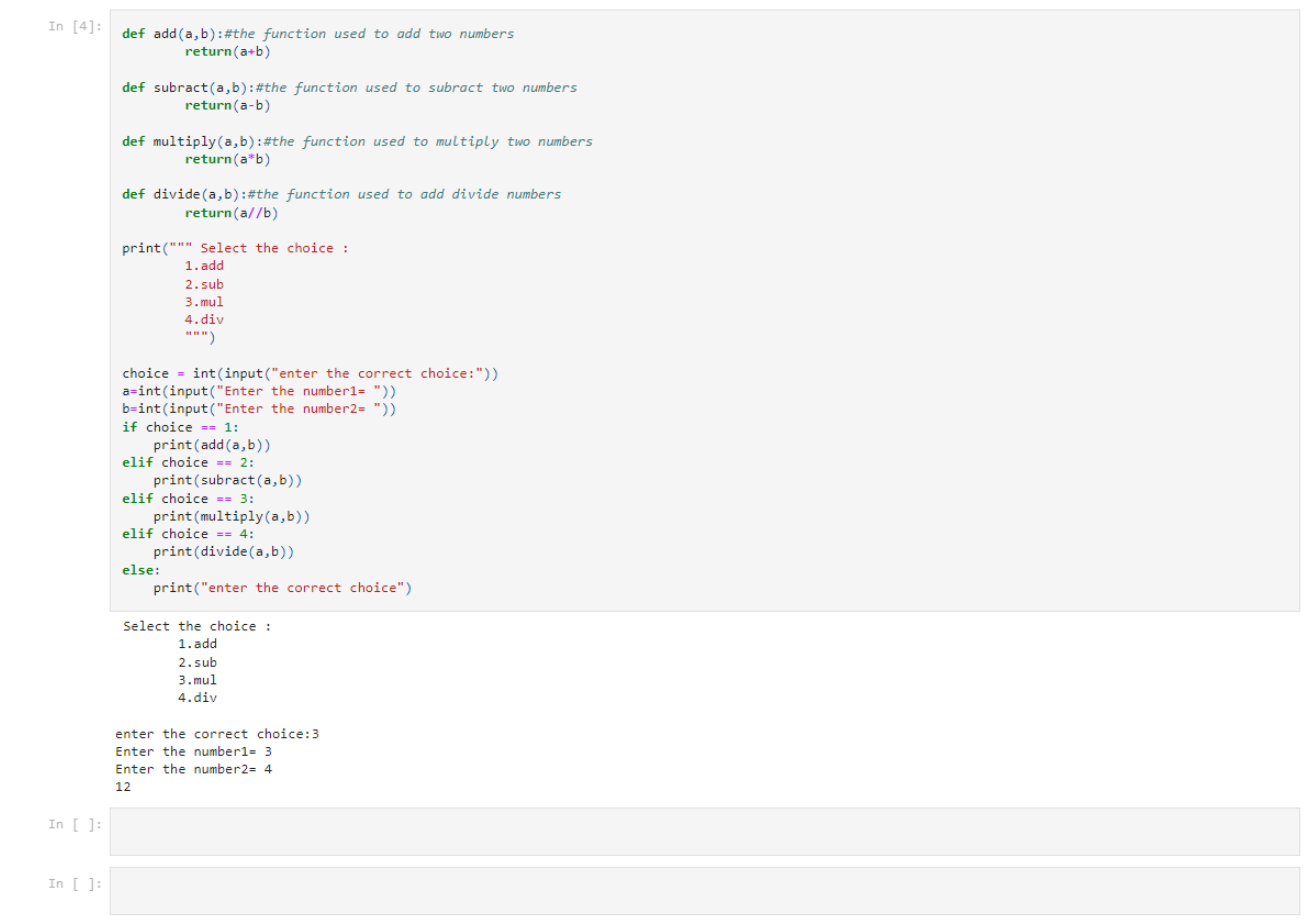 In [4]:
def add(a,b):#the function used to add two numbers
        return(a+b)

def subract(a,b):#the function used to subract two numbers
        return(a-b)

def multiply(a,b):#the function used to multiply two numbers
        return(a*b)

def divide(a,b):#the function used to add divide numbers
        return(a//b)

print(""" Select the choice :
        1.add
        2.sub
        3.mul
        4.div
        """)

choice = int(input("enter the correct choice:"))
a=int(input("Enter the number1= "))
b=int(input("Enter the number2= "))
if choice == 1:
    print(add(a,b))
elif choice == 2:
    print(subract(a,b))
elif choice == 3:
    print(multiply(a,b))
elif choice == 4:
    print(divide(a,b))
else:
    print("enter the correct choice")
 Select the choice :
        1.add
        2.sub
        3.mul
        4.div

enter the correct choice:3
Enter the number1= 3
Enter the number2= 4
12
In [ ]:
In [ ]: